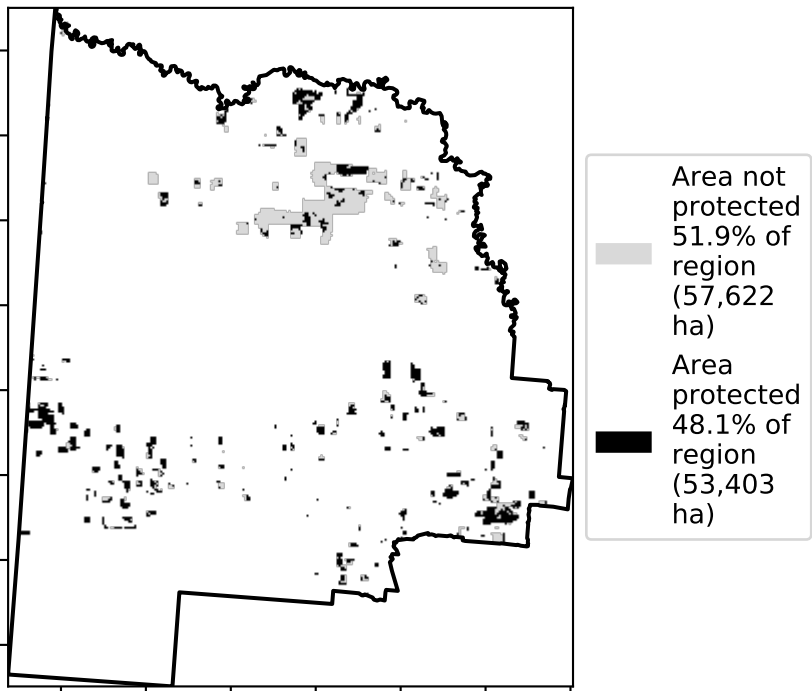 Area not
protected
51.9% of
region
(57,622
ha)
Area
protected
48.1% of
region
(53,403
ha)